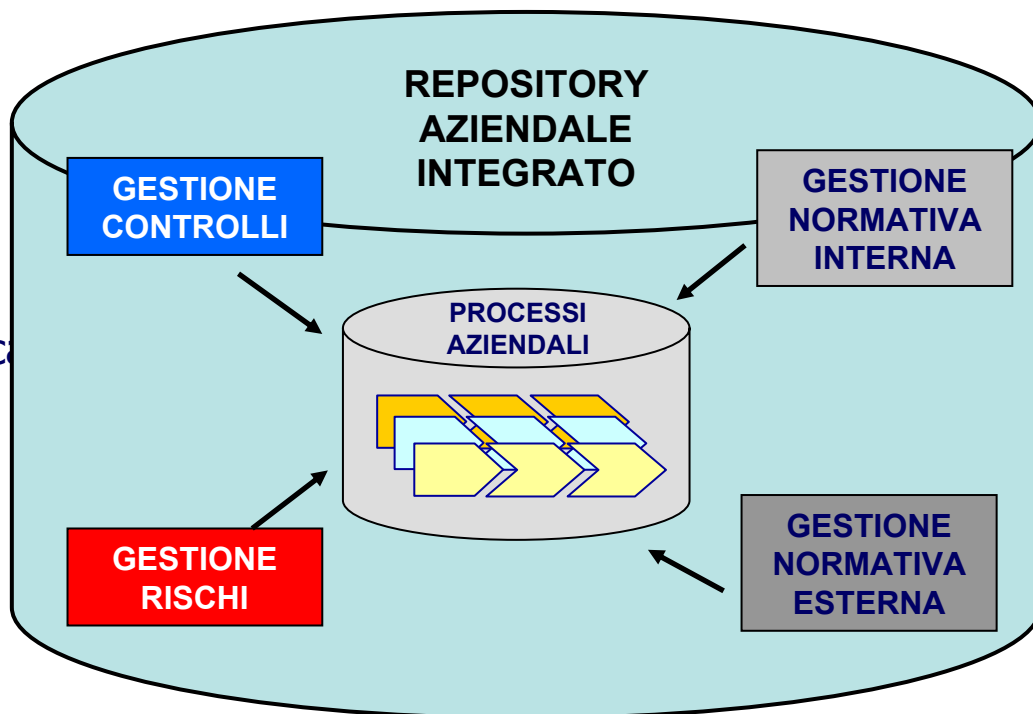 REPOSITORY
AZIENDALE
INTEGRATO
GESTIONE
CONTROLLI
GESTIONE
NORMATIVA
INTERNA
PROCESSI
AZIENDALI
GESTIONE
RISCHI
GESTIONE
NORMATIVA
ESTERNA